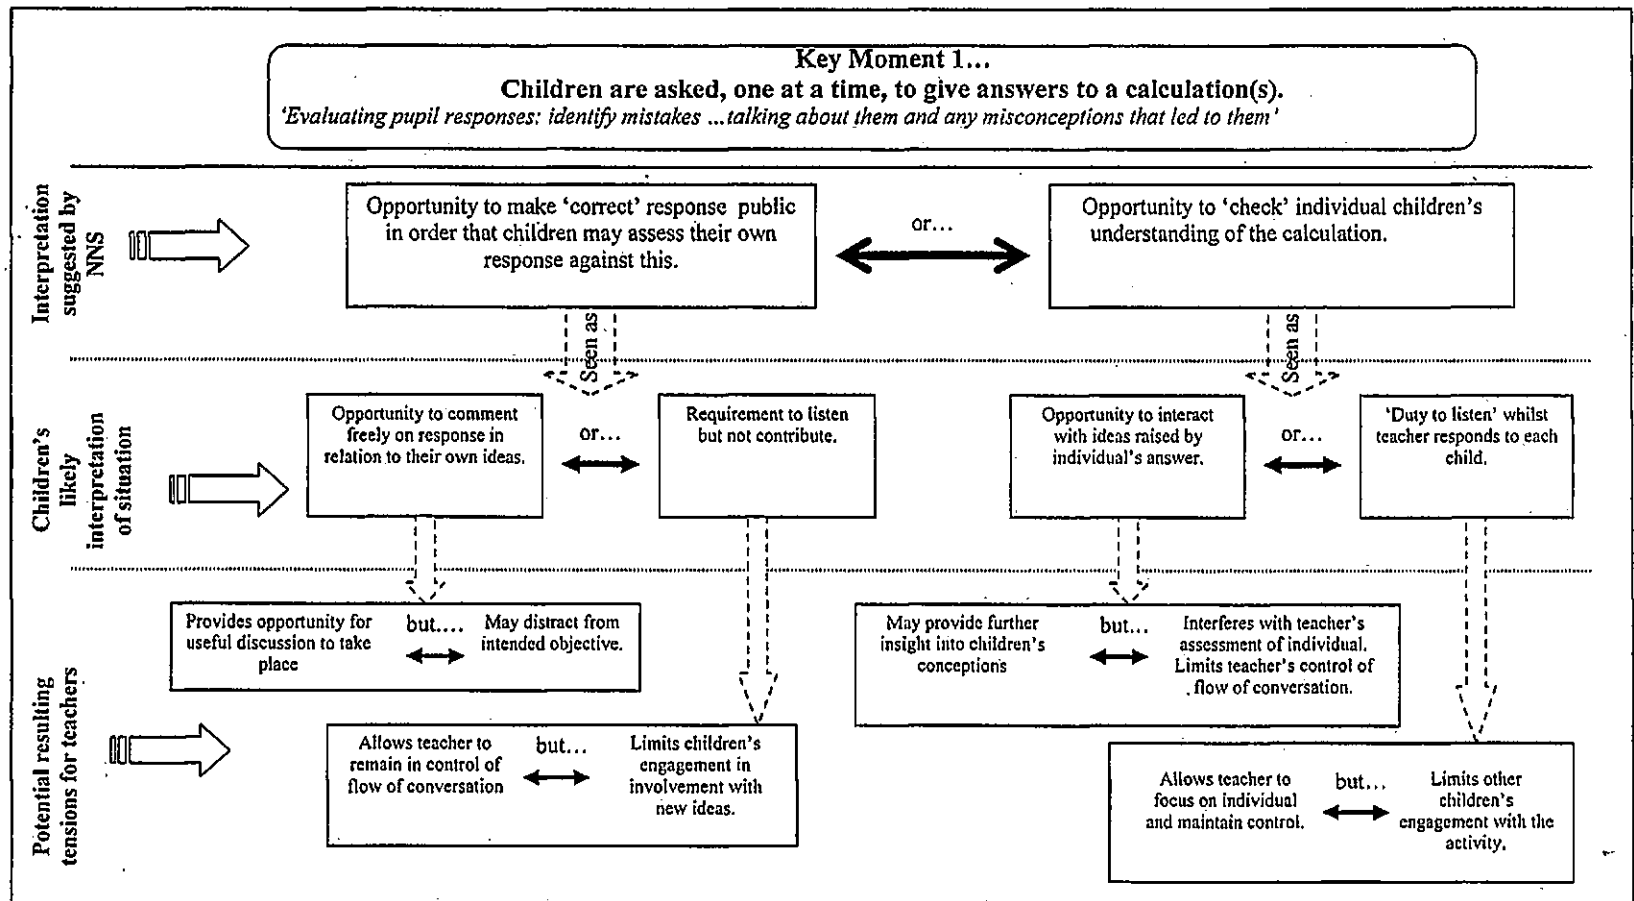 Key Moment 1...
Children are asked, one at a time, to give answers to a calculation(s).
'Evaluating pupil responses: identify mistakes ...talking about them and any misconceptions that led to them'
Interpretation
suggested by
NNS
Opportunity to make 'correct' response public
in order that children may assess their own
response against this.
or...
Opportunity to 'check' individual children's
understanding of the calculation.
Seen as
Seen as
Children's
likely
interpretation
of situation
Opportunity to comment
freely on response in
relation to their own ideas.
or...
Requirement to listen
but not contribute.
Opportunity to interact
with ideas raised by
individual's answer.
or...
'Duty to listen' whilst
teacher responds to each
child.
Potential resulting
tensions for teachers
Provides opportunity for
useful discussion to take
place
but....
May distract from
intended objective.
May provide further
insight into children's
conceptions
but...
Interferes with teacher's
assessment of individual.
Limits teacher's control of
flow of conversation.
Allows teacher to
remain in control of
flow of conversation
but...
Limits children's
engagement in
involvement with
new ideas.
Allows teacher to
focus on individual
and maintain control.
but...
Limits other
children's
engagement with the
activity.